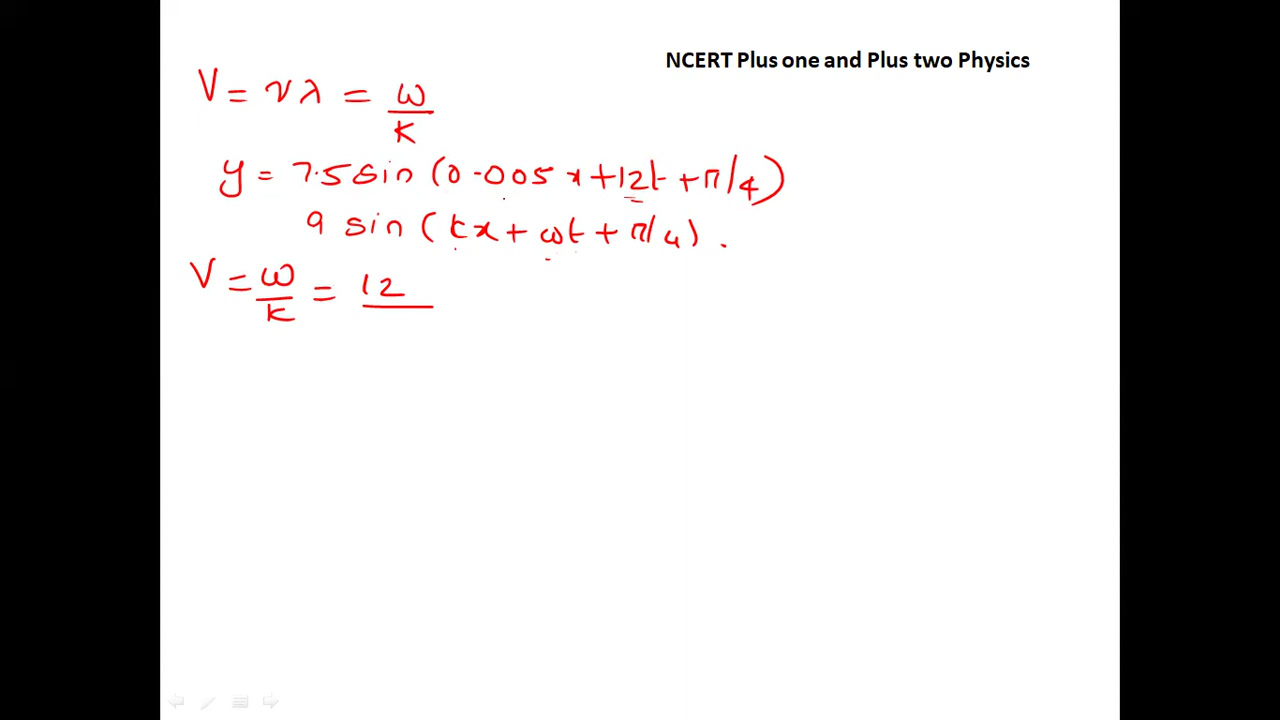 NCERT Plus one and Plus two Physics
V = νλ = ω/k
y = 7.5 sin (0.005x + 12t + π/4)
a sin (kx + ωt + π/4).
V = ω/k = 12